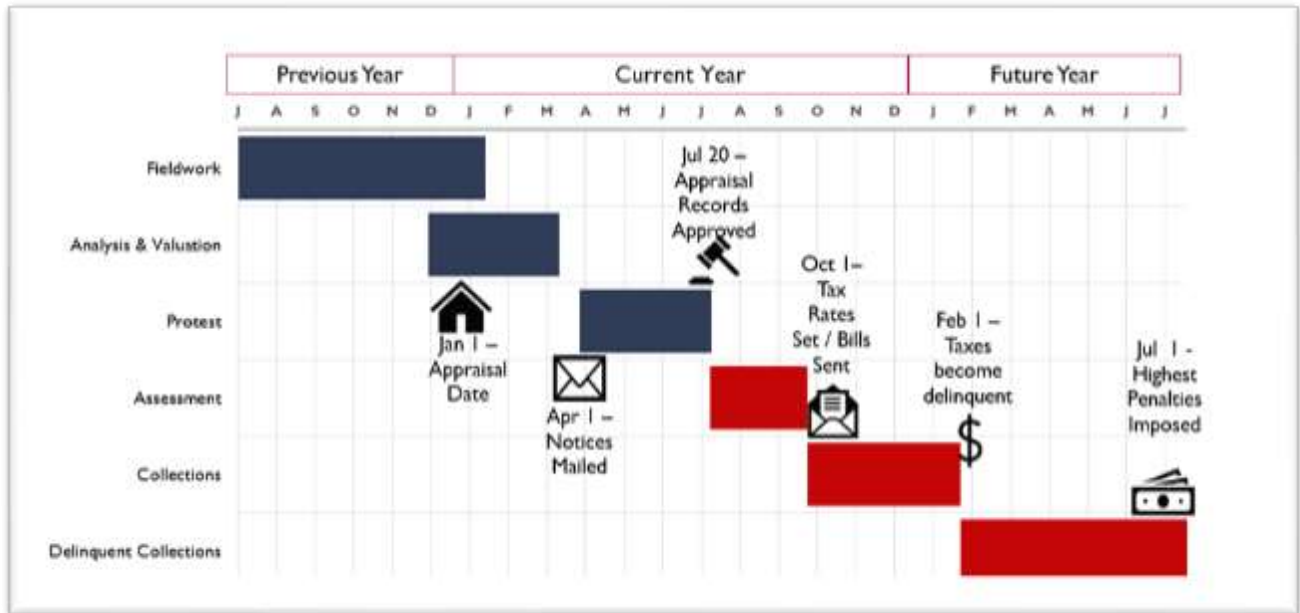 Previous Year Current Year Future Year
J A S O N D J F M A M J J A S O N D J F M A M J J
Fieldwork
Jul 20 –
Appraisal
Records
Approved
Analysis & Valuation
Oct 1–
Tax
Rates
Set / Bills
Sent
Protest
Jan 1 –
Appraisal
Date
Feb 1 –
Taxes
become
delinquent
Jul 1 -
Highest
Penalties
Imposed
Assessment
Apr 1 –
Notices
Mailed
$
Collections
Delinquent Collections